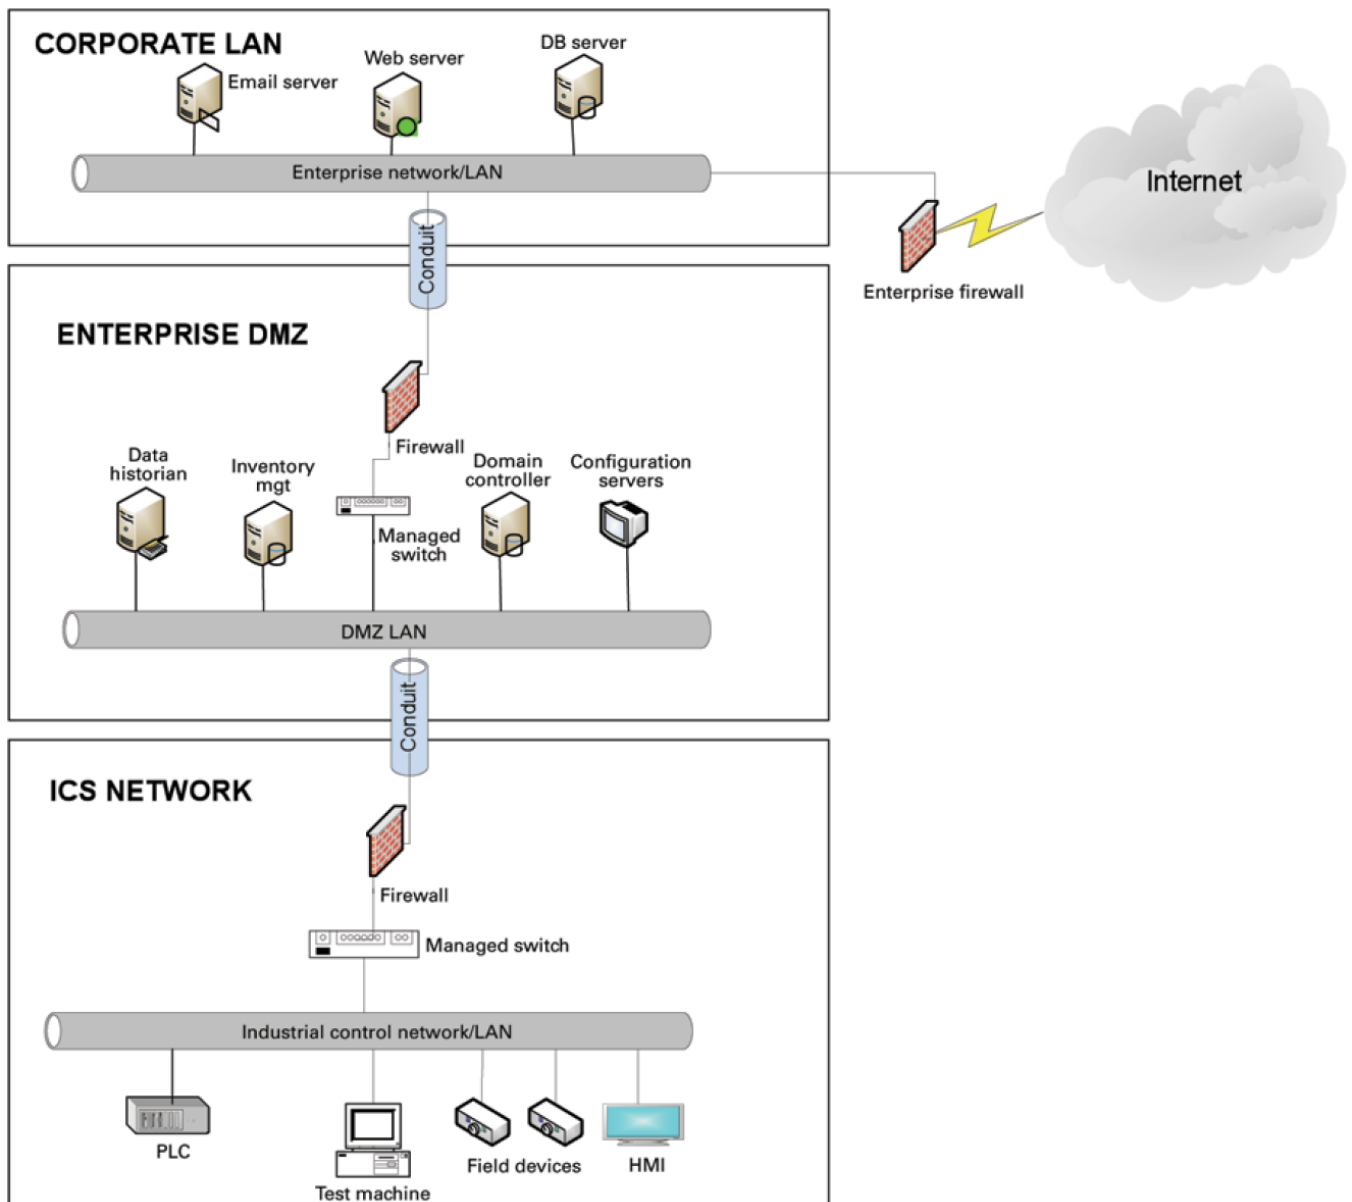 CORPORATE LAN
Email server
Web server
DB server
Enterprise network/LAN
Internet
Enterprise firewall
Conduit
ENTERPRISE DMZ
Firewall
Data
historian
Inventory
mgt
Managed
switch
Domain
controller
Configuration
servers
DMZ LAN
Conduit
ICS NETWORK
Firewall
Managed switch
Industrial control network/LAN
PLC
Test machine
Field devices
HMI